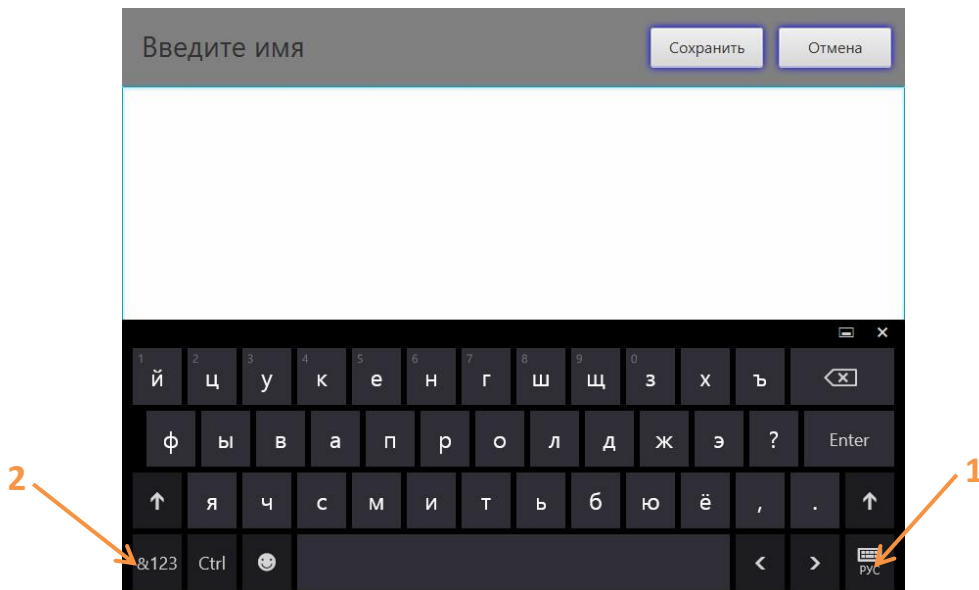 Введите имя Сохранить Отмена
1 2 3 4 5 6 7 8 9 0
й ц у к е н г ш щ з х ъ
ф ы в а п р о л д ж э ? Enter
2 1
я ч с м и т ь б ю ё , .
&123 Ctrl < > РУС